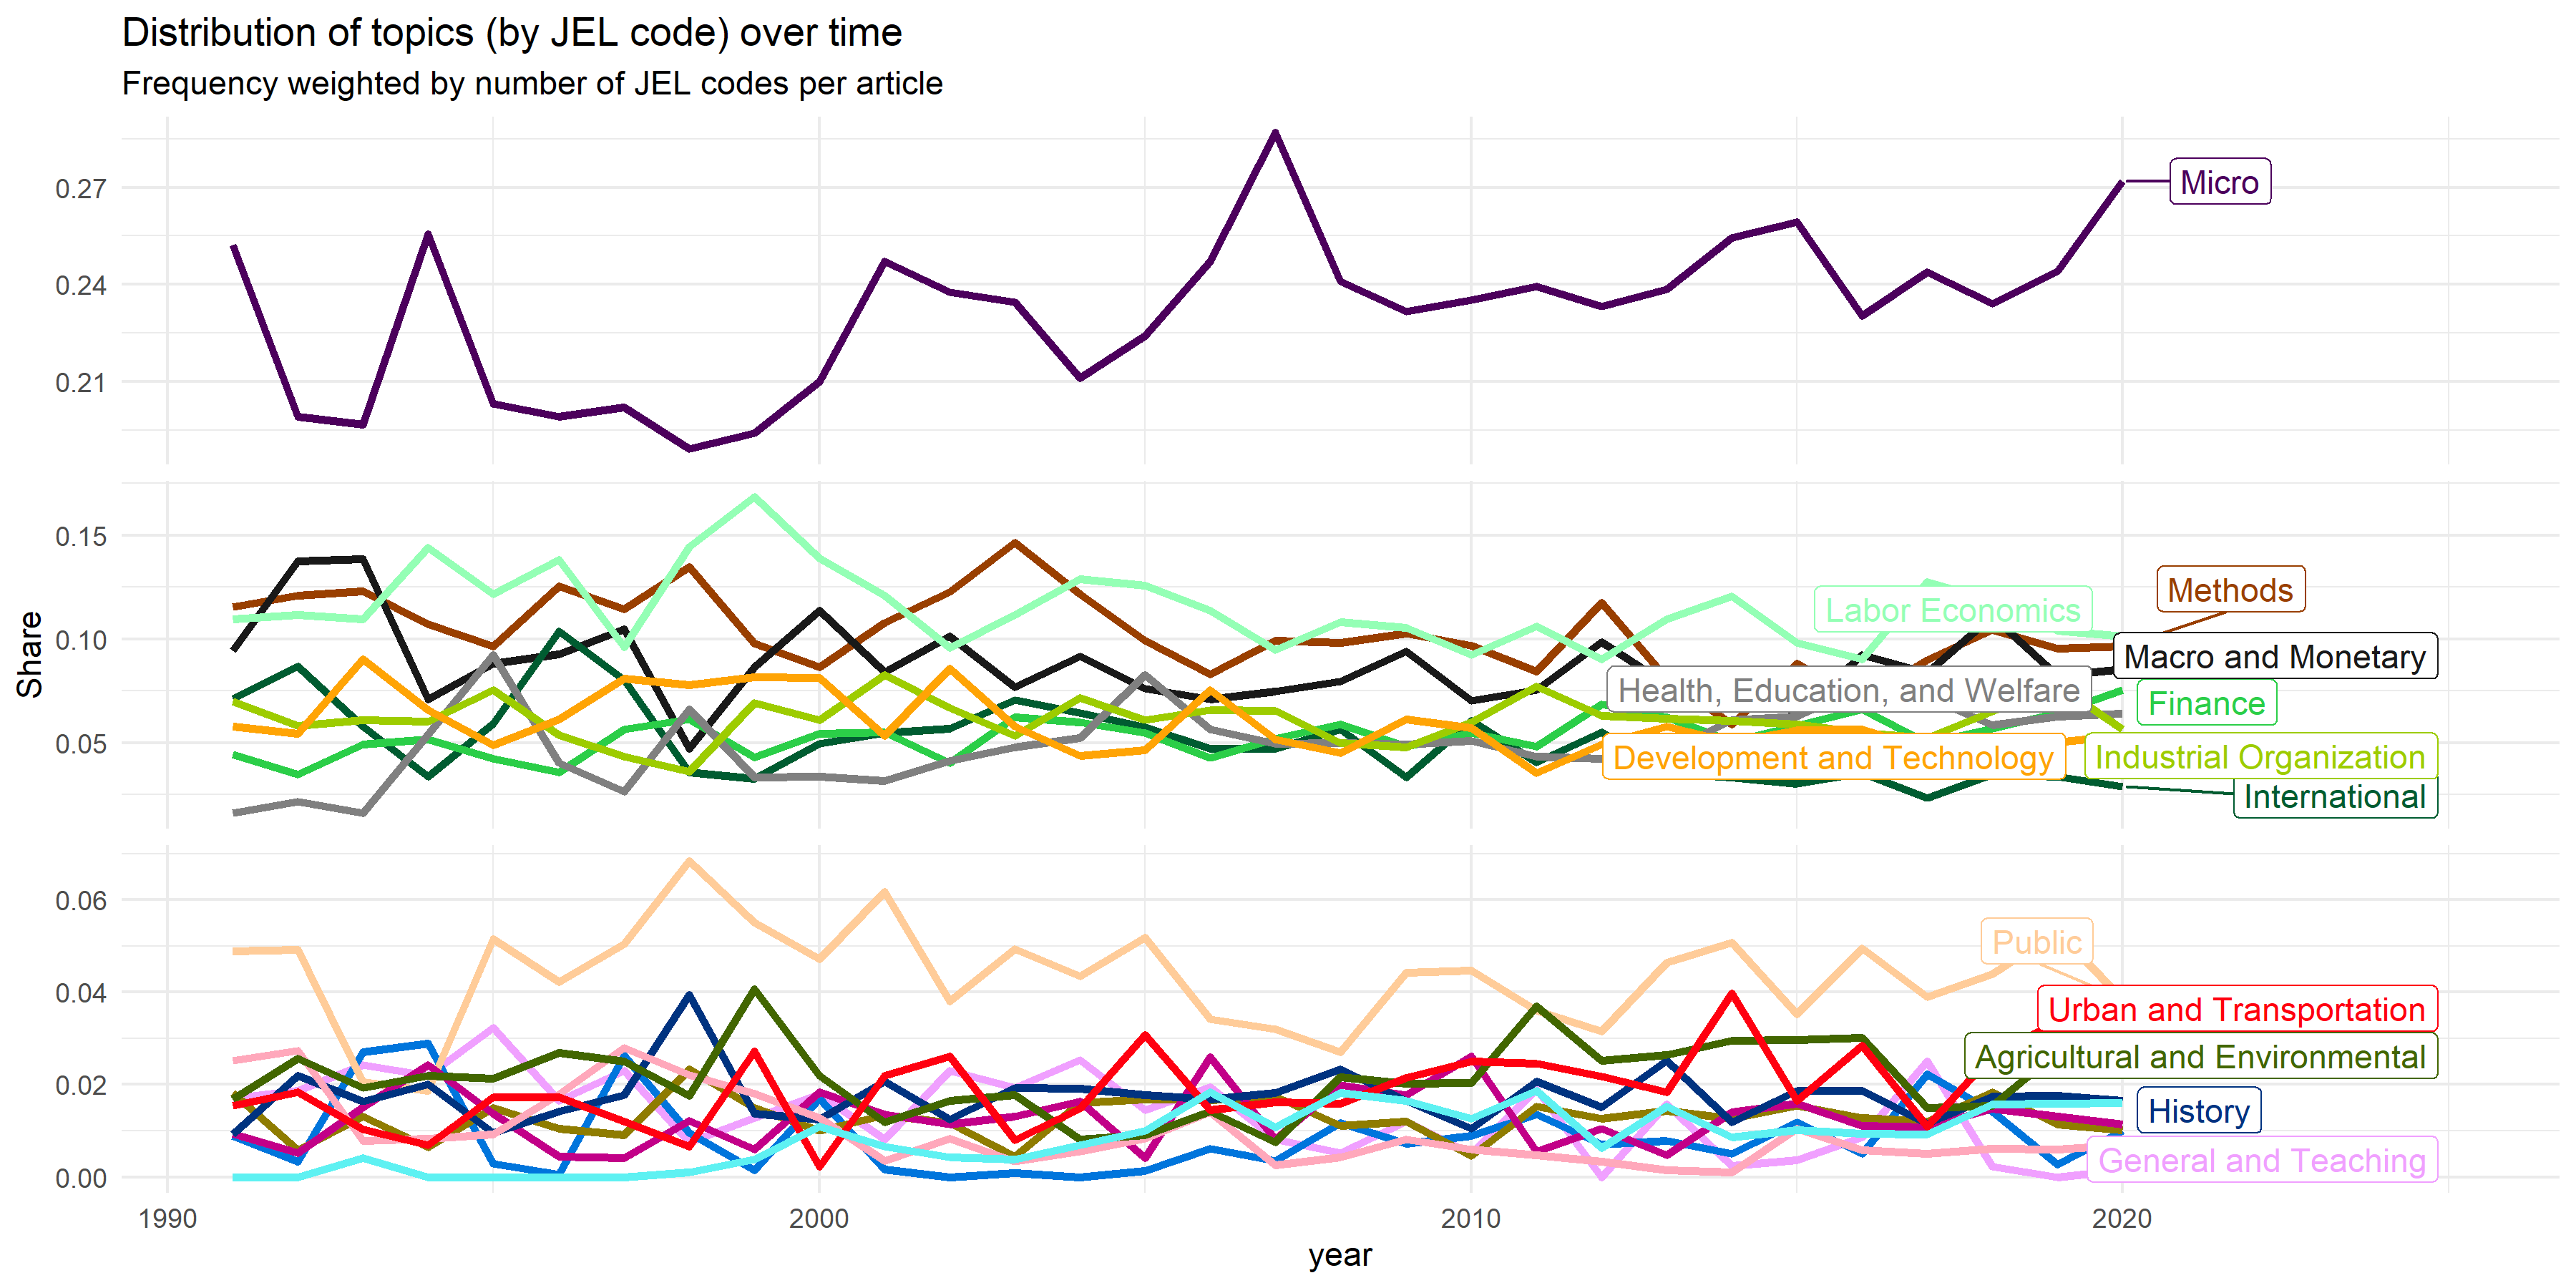 Distribution of topics (by JEL code) over time
Frequency weighted by number of JEL codes per article
0.27
0.24
0.21
Micro
Share
0.15
0.10
0.05
Labor Economics
Methods
Macro and Monetary
Health, Education, and Welfare
Finance
Development and Technology
Industrial Organization
International
0.06
0.04
0.02
0.00
Public
Urban and Transportation
Agricultural and Environmental
History
General and Teaching
1990
2000
2010
2020
year